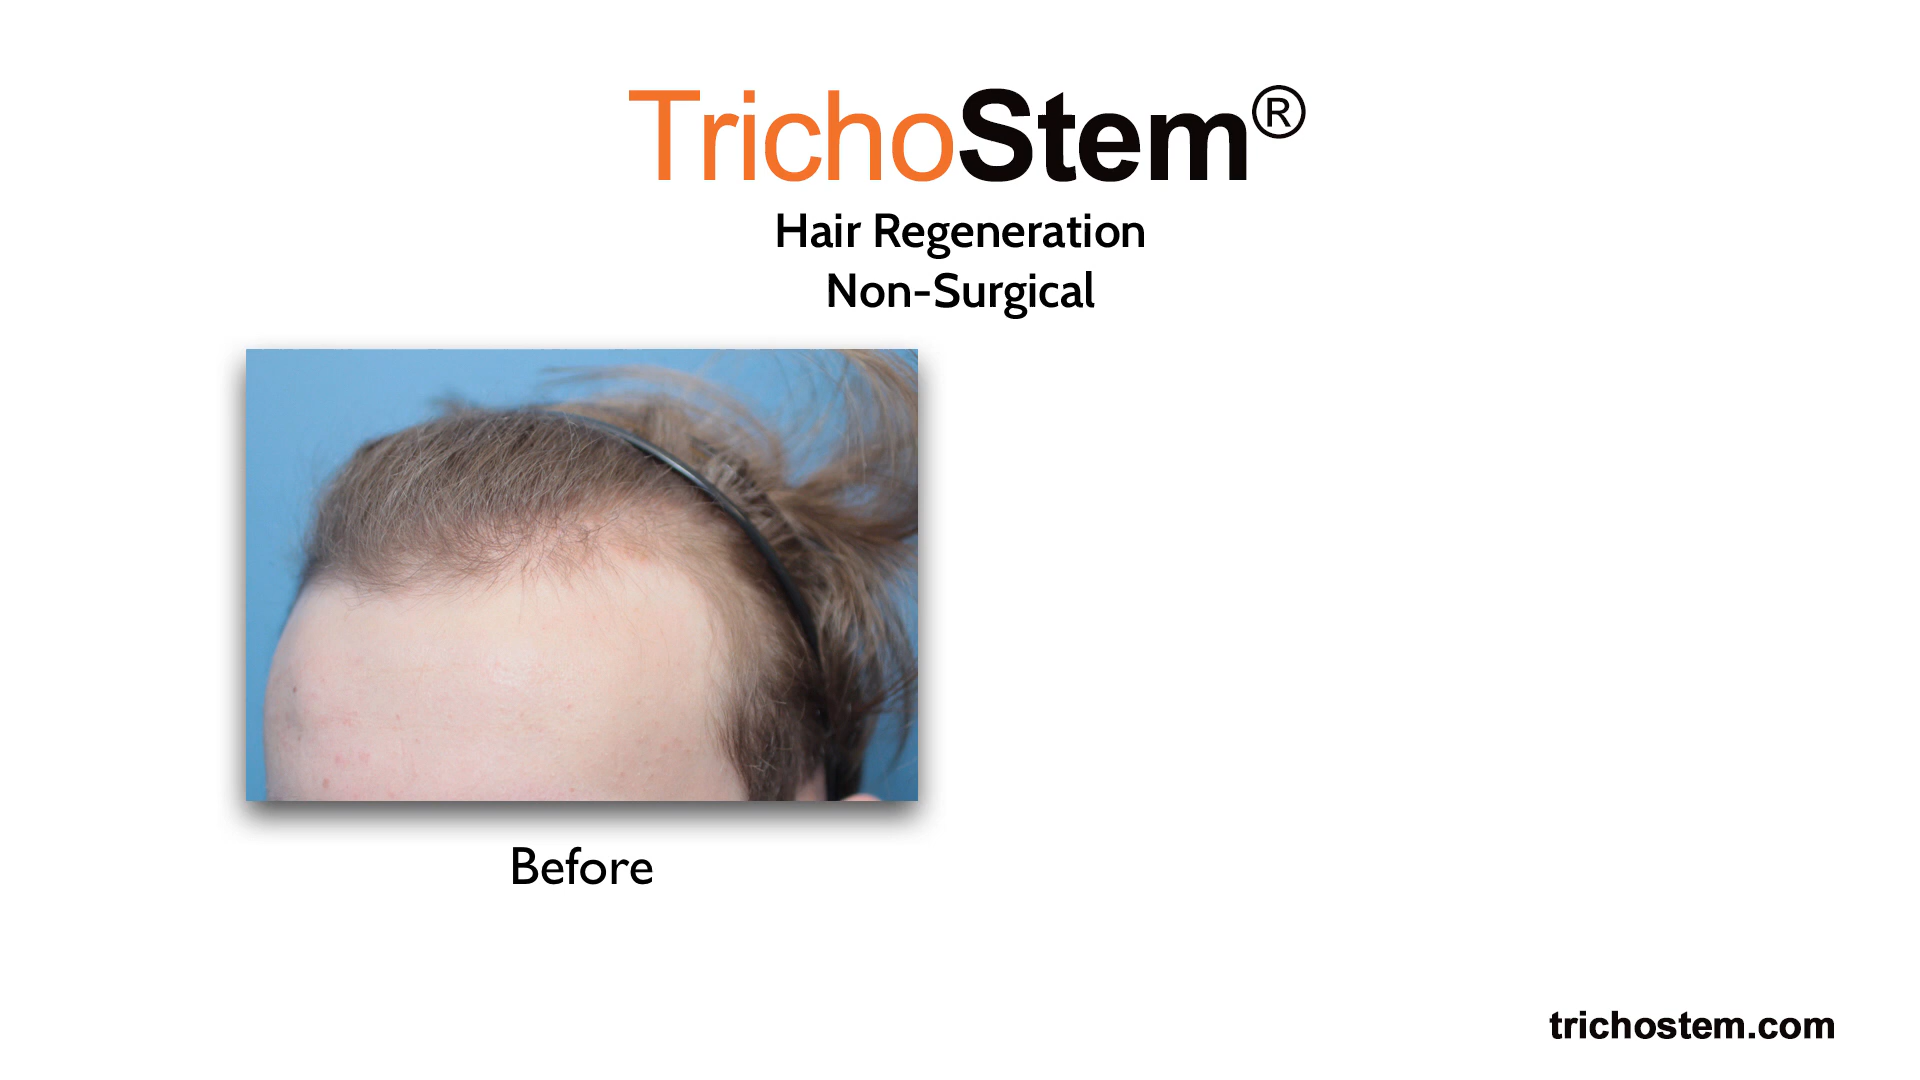 TrichoStem®
Hair Regeneration
Non-Surgical
Before
trichostem.com